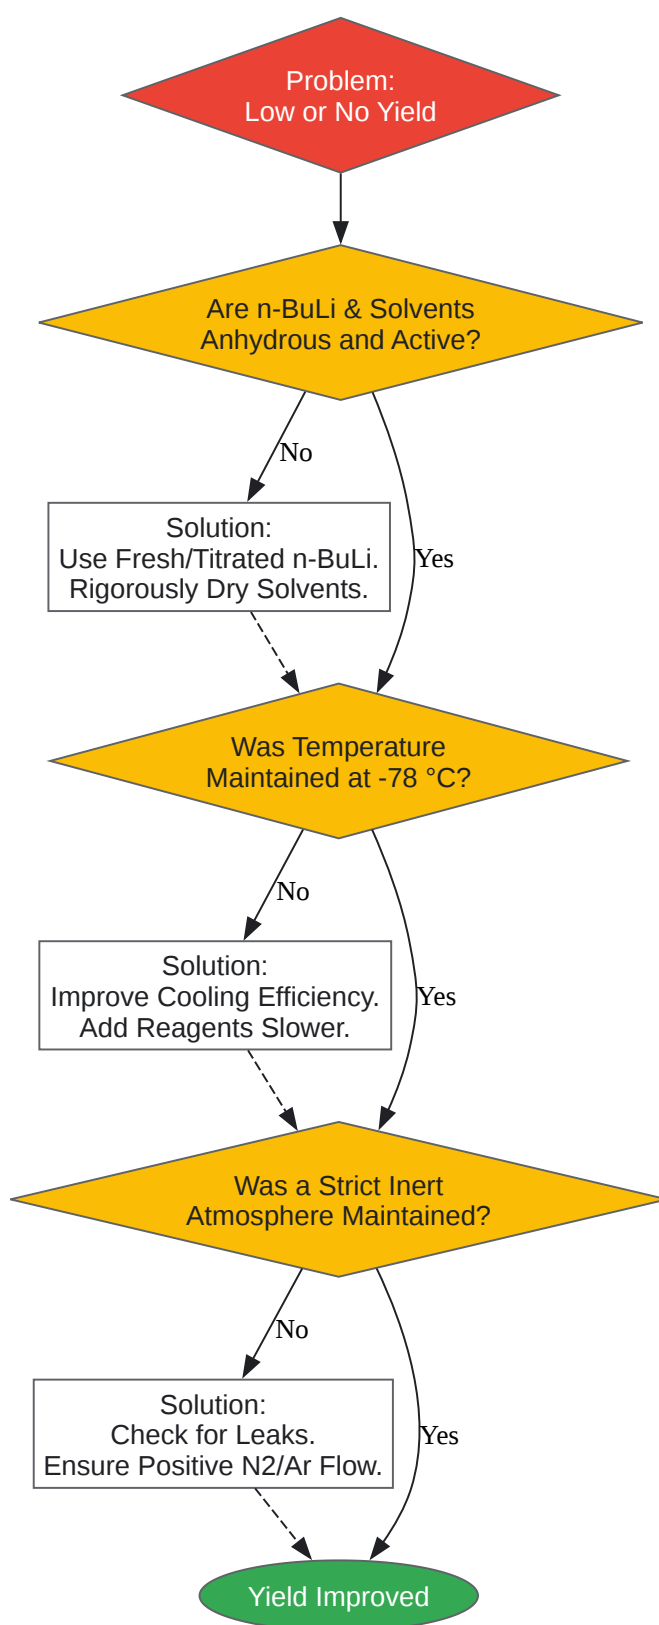 Problem:
Low or No Yield
Are n-BuLi & Solvents
Anhydrous and Active?
No
Solution:
Use Fresh/Titrated n-BuLi.
Rigorously Dry Solvents.
Yes
Was Temperature
Maintained at -78 °C?
No
Solution:
Improve Cooling Efficiency.
Add Reagents Slower.
Yes
Was a Strict Inert
Atmosphere Maintained?
No
Solution:
Check for Leaks.
Ensure Positive N2/Ar Flow.
Yes
Yield Improved